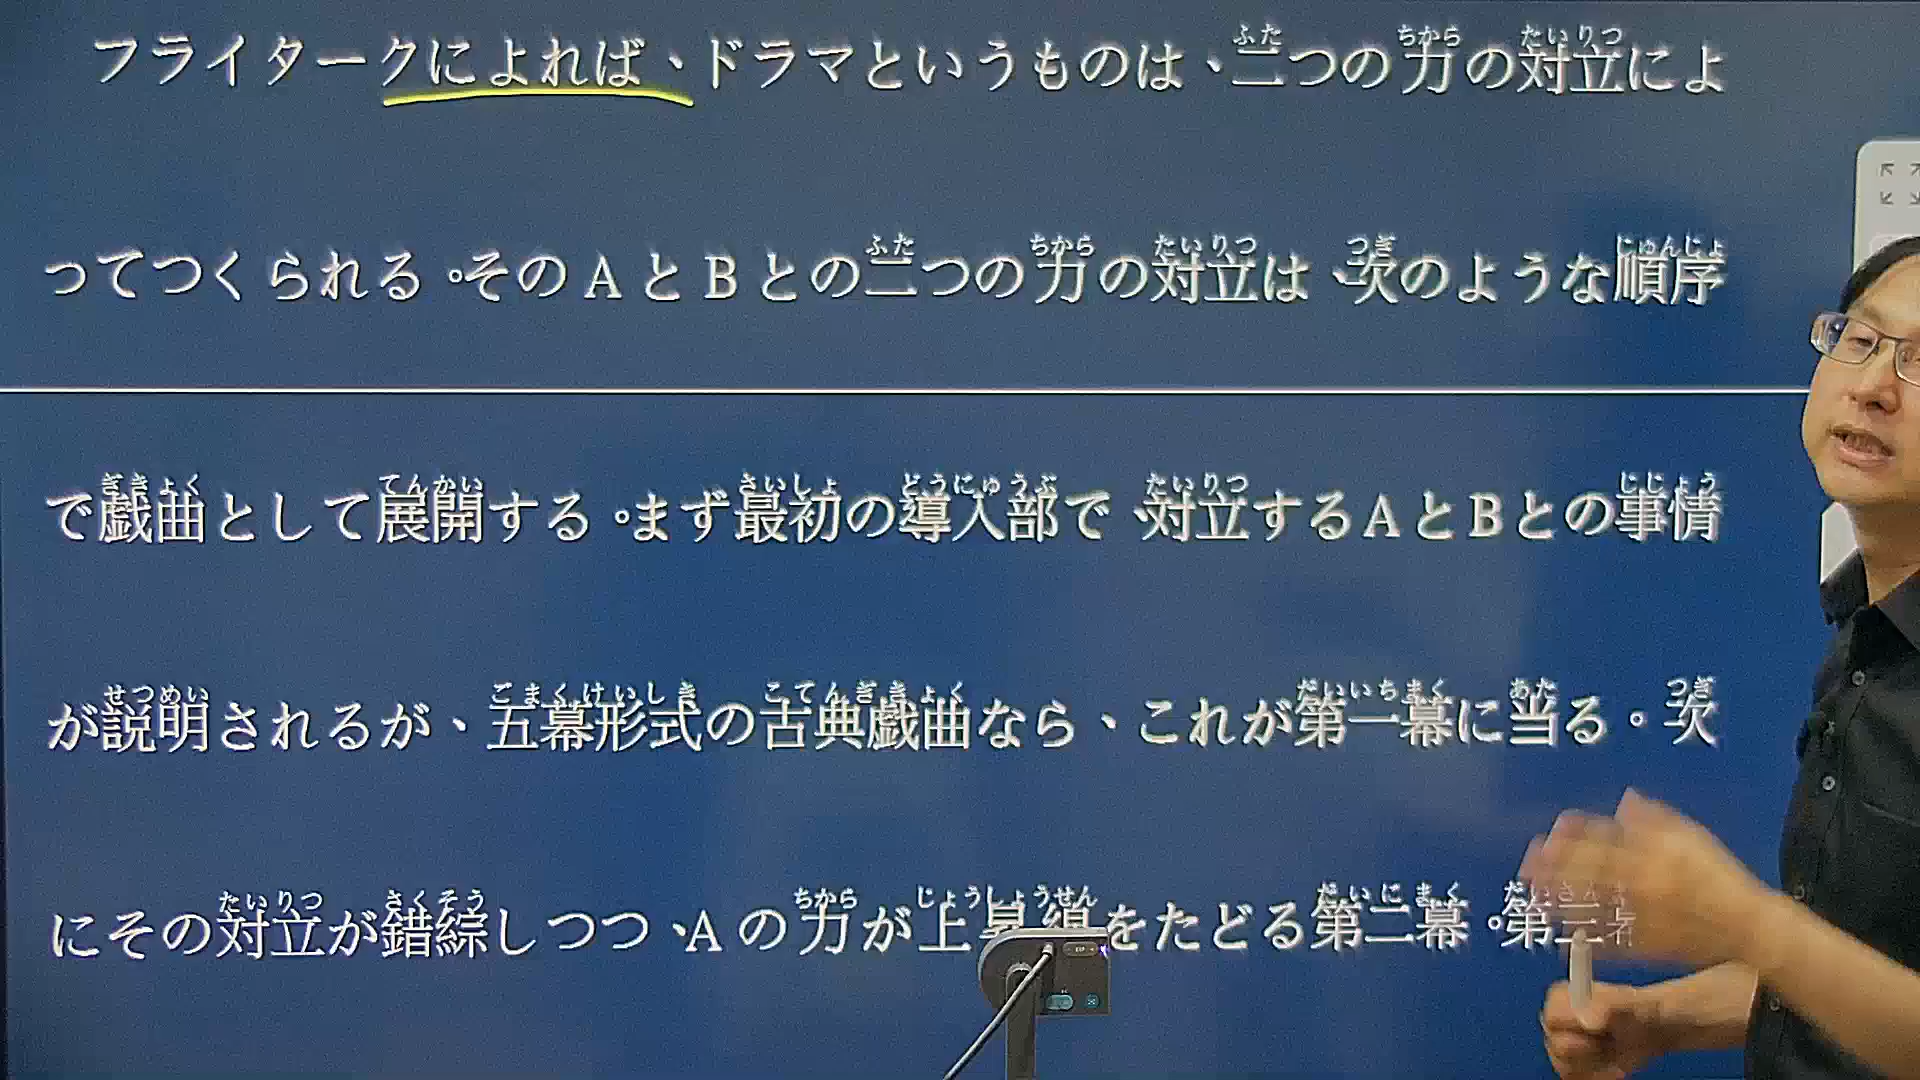 フライタークによれば、ドラマというものは、二つの力の対立によ
ってつくられる。そのAとBとの二つの力の対立は、次のような順序
で戯曲として展開する。まず最初の導入部で、対立するAとBとの事情
が説明されるが、五幕形式の古典戯曲なら、これが第一幕に当る。次
にその対立が錯綜しつつ、Aの力が上昇線をたどる第二幕。第三